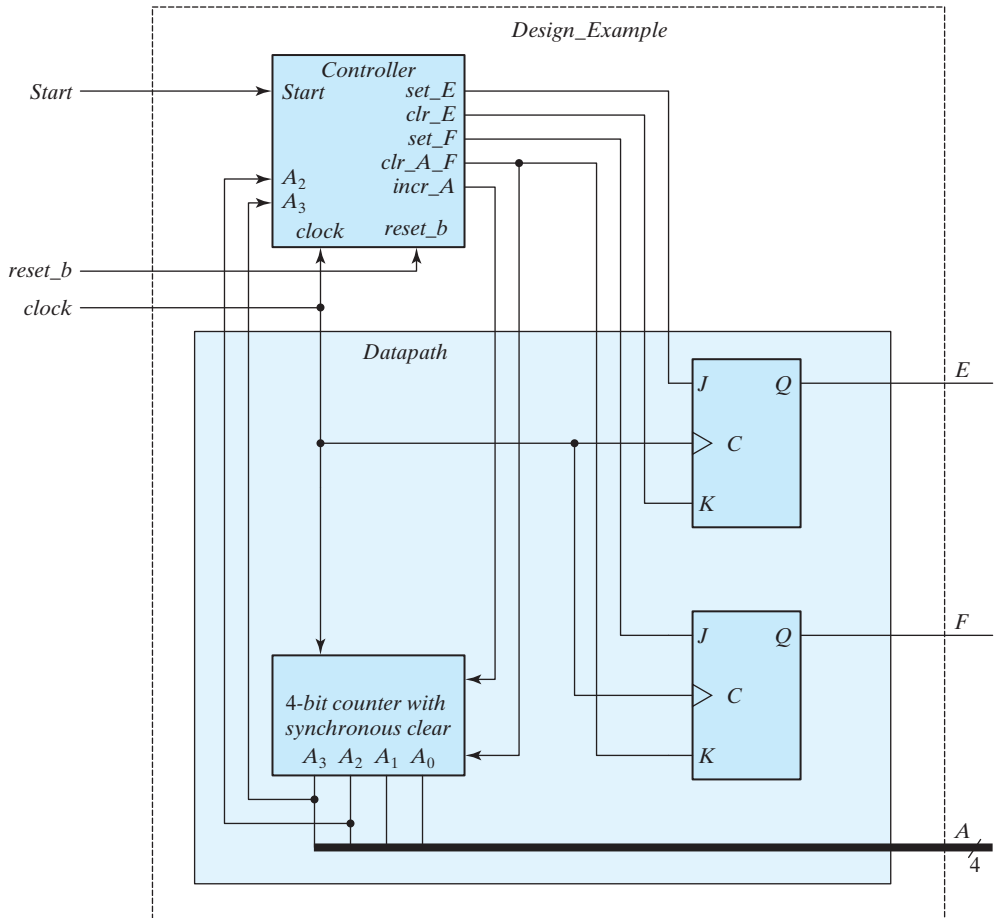 Design_Example
Controller
Start
Start
set_E
clr_E
set_F
clr_A_F
incr_A
A2
A3
clock
reset_b
reset_b
clock
Datapath
J
Q
E
C
K
J
Q
F
C
K
4-bit counter with
synchronous clear
A3 A2 A1 A0
A
4